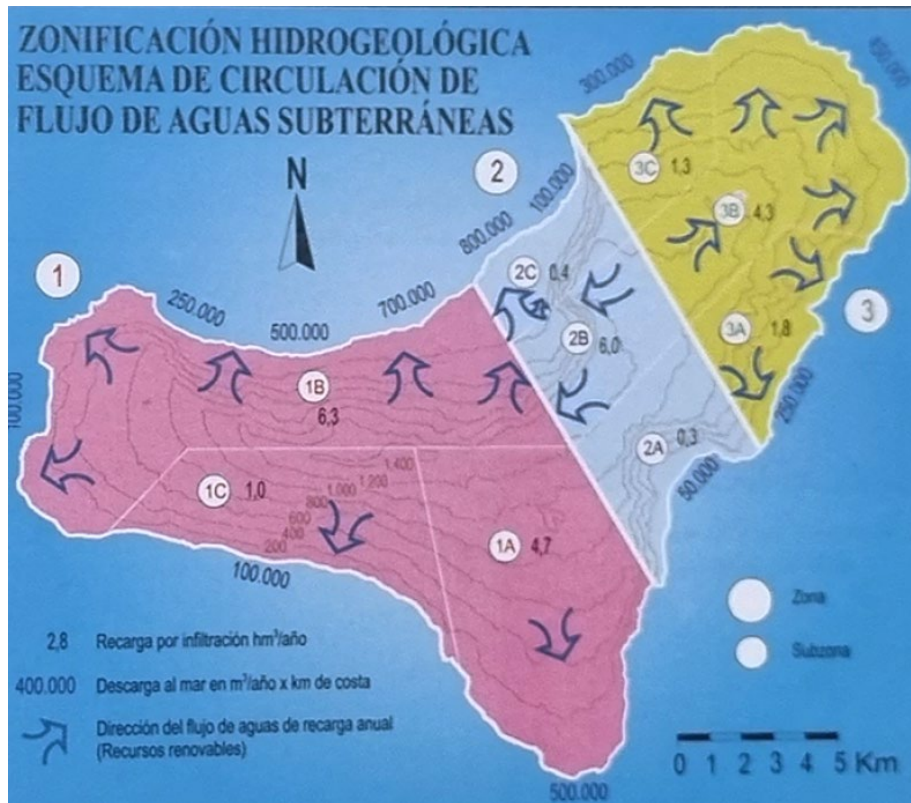 ZONIFICACIÓN HIDROGEOLÓGICA
ESQUEMA DE CIRCULACIÓN DE
FLUJO DE AGUAS SUBTERRÁNEAS
N
300.000
450.000
3C 1,3
2
100.000
3B 4,3
800.000
2C 0,4
1
250.000
700.000
500.000
3
3A 1,8
2B 6,0
1B
6,3
100.000
250.000
2A 0,3
50.000
1.400
1.200
1.000
800
600
400
200
1C 1,0
1A 4,7
100.000
Zona
Subzona
2,8 Recarga por infiltración hm³/año
400.000 Descarga al mar en m³/año x km de costa
Dirección del flujo de aguas de recarga anual
(Recursos renovables)
0 1 2 3 4 5 Km
500.000